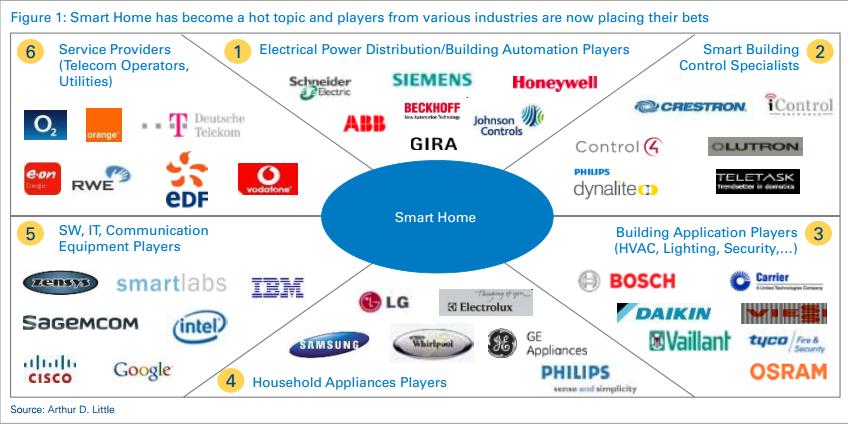 Figure 1: Smart Home has become a hot topic and players from various industries are now placing their bets
6
Service Providers
(Telecom Operators,
Utilities)
O2
orange™
Deutsche
Telekom
e·on
Energie
RWE
EDF
vodafone
1
Electrical Power Distribution/Building Automation Players
Schneider
Electric
SIEMENS
Honeywell
ABB
BECKHOFF
New Automation Technology
Johnson
Controls
GIRA
2
Smart Building
Control Specialists
CRESTRON
iControl
Control4
LUTRON
PHILIPS
dynalite
TELETASK
Trendsetter in domotics
Smart Home
5
SW, IT, Communication
Equipment Players
zensys
smartlabs
IBM
SAGEMCOM
intel
CISCO
Google
LG
Thinking of you
Electrolux
SAMSUNG
Whirlpool
GE
GE
Appliances
PHILIPS
sense and simplicity
4
Household Appliances Players
3
Building Application Players
(HVAC, Lighting, Security,...)
BOSCH
Carrier
A United Technologies Company
DAIKIN
Vaillant
tyco
Fire &
Security
OSRAM
Source: Arthur D. Little